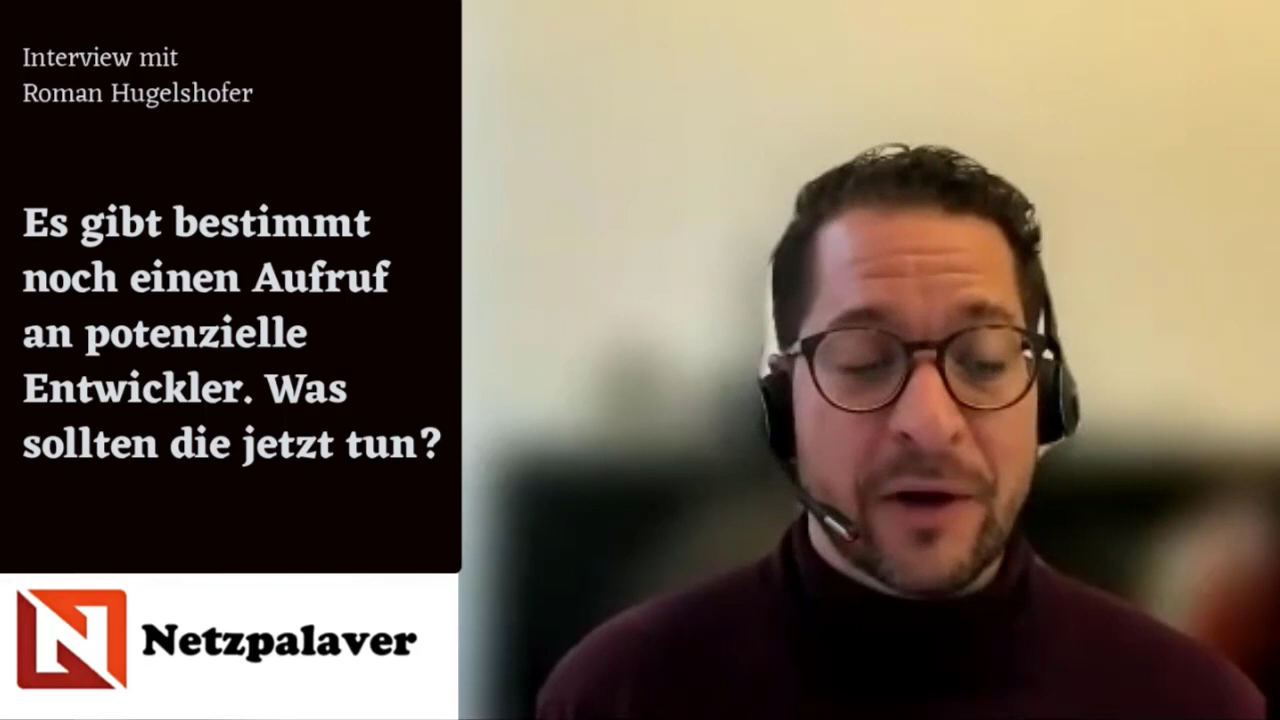 Interview mit
Roman Hugelshofer
Es gibt bestimmt
noch einen Aufruf
an potenzielle
Entwickler. Was
sollten die jetzt tun?
Netzpalaver